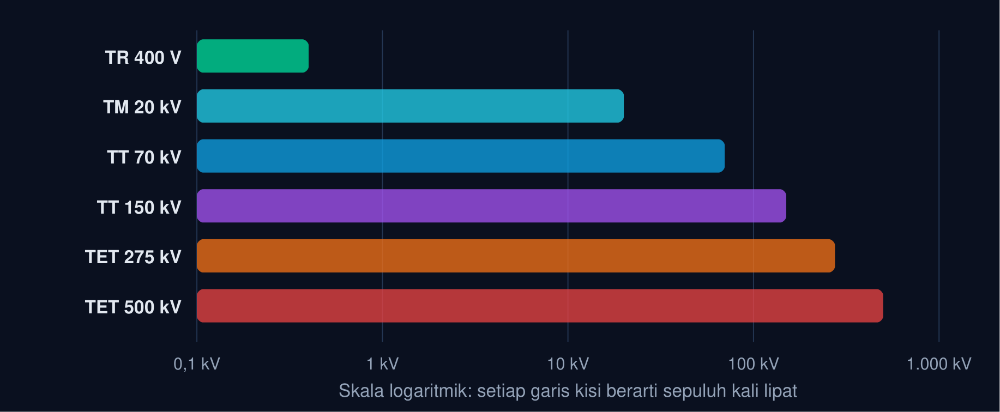 TR 400 V
TM 20 kV
TT 70 kV
TT 150 kV
TET 275 kV
TET 500 kV
0,1 kV
1 kV
10 kV
100 kV
1.000 kV
Skala logaritmik: setiap garis kisi berarti sepuluh kali lipat